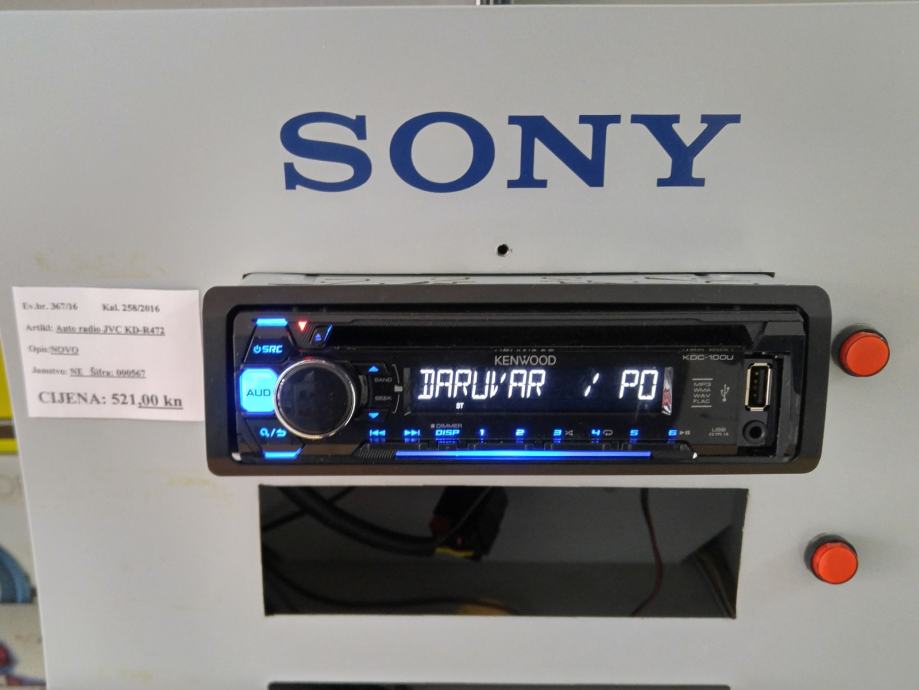 SONY
Ev.br. 367/16 Kal. 258/2016
Artikl: Auto radio JVC KD-R472
Opis:NOVO
Jamstvo: NE Šifra: 000567
CIJENA: 521,00 kn
SRC
AUD
BAND
SEEK
KENWOOD
KDC-100U
DARUVAR / PO
BT
MP3
WMA
WAV
FLAC
USB
DIMMER
DISP 1 2 3 4 5 6